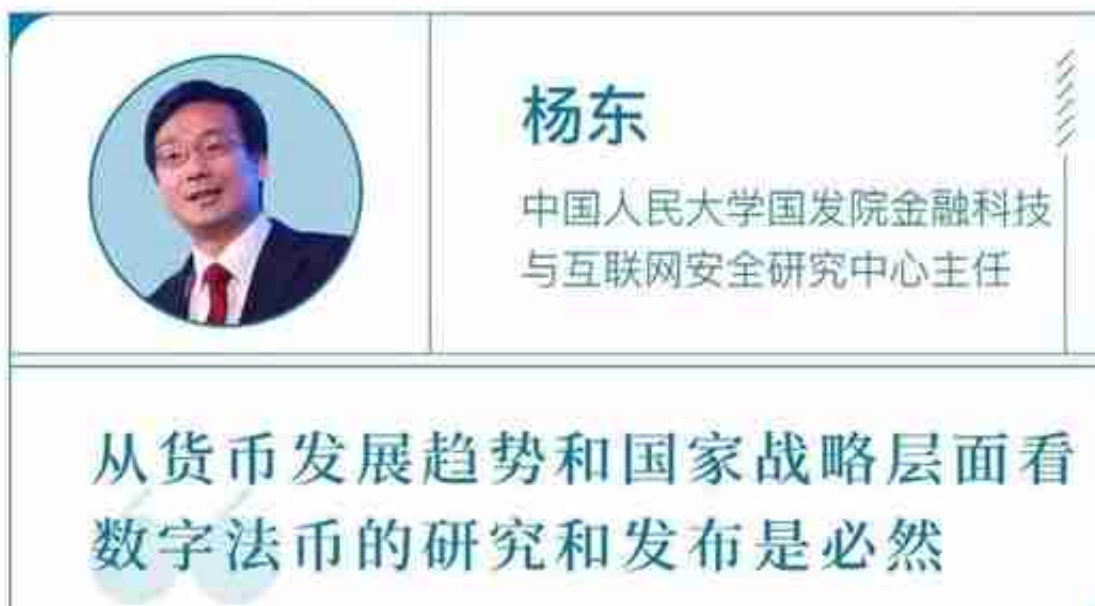 杨东
中国人民大学国发院金融科技
与互联网安全研究中心主任
从货币发展趋势和国家战略层面看
数字法币的研究和发布是必然